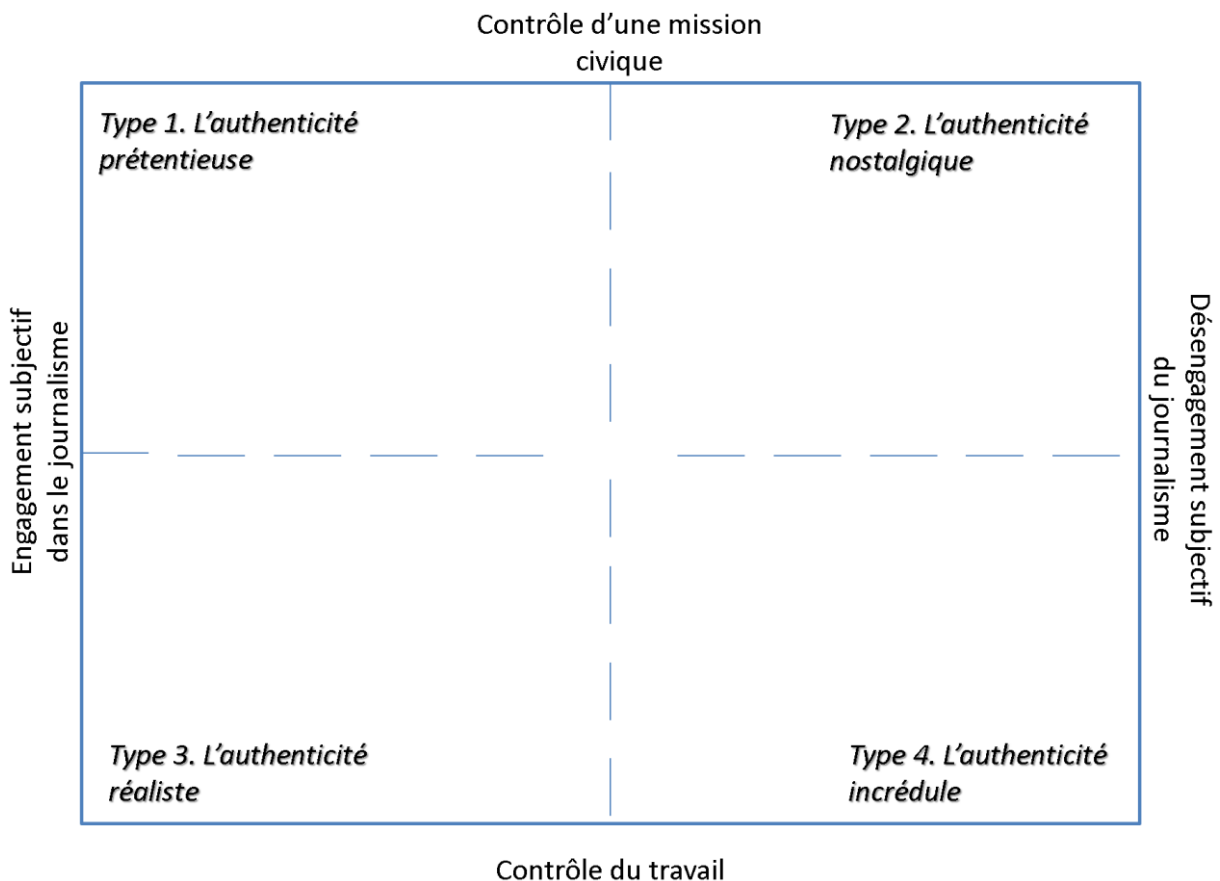 Contrôle d’une mission
civique
Type 1. L’authenticité
prétentieuse
Type 2. L’authenticité
nostalgique
Engagement subjectif
dans le journalisme
Désengagement subjectif
du journalisme
Type 3. L’authenticité
réaliste
Type 4. L’authenticité
incrédule
Contrôle du travail